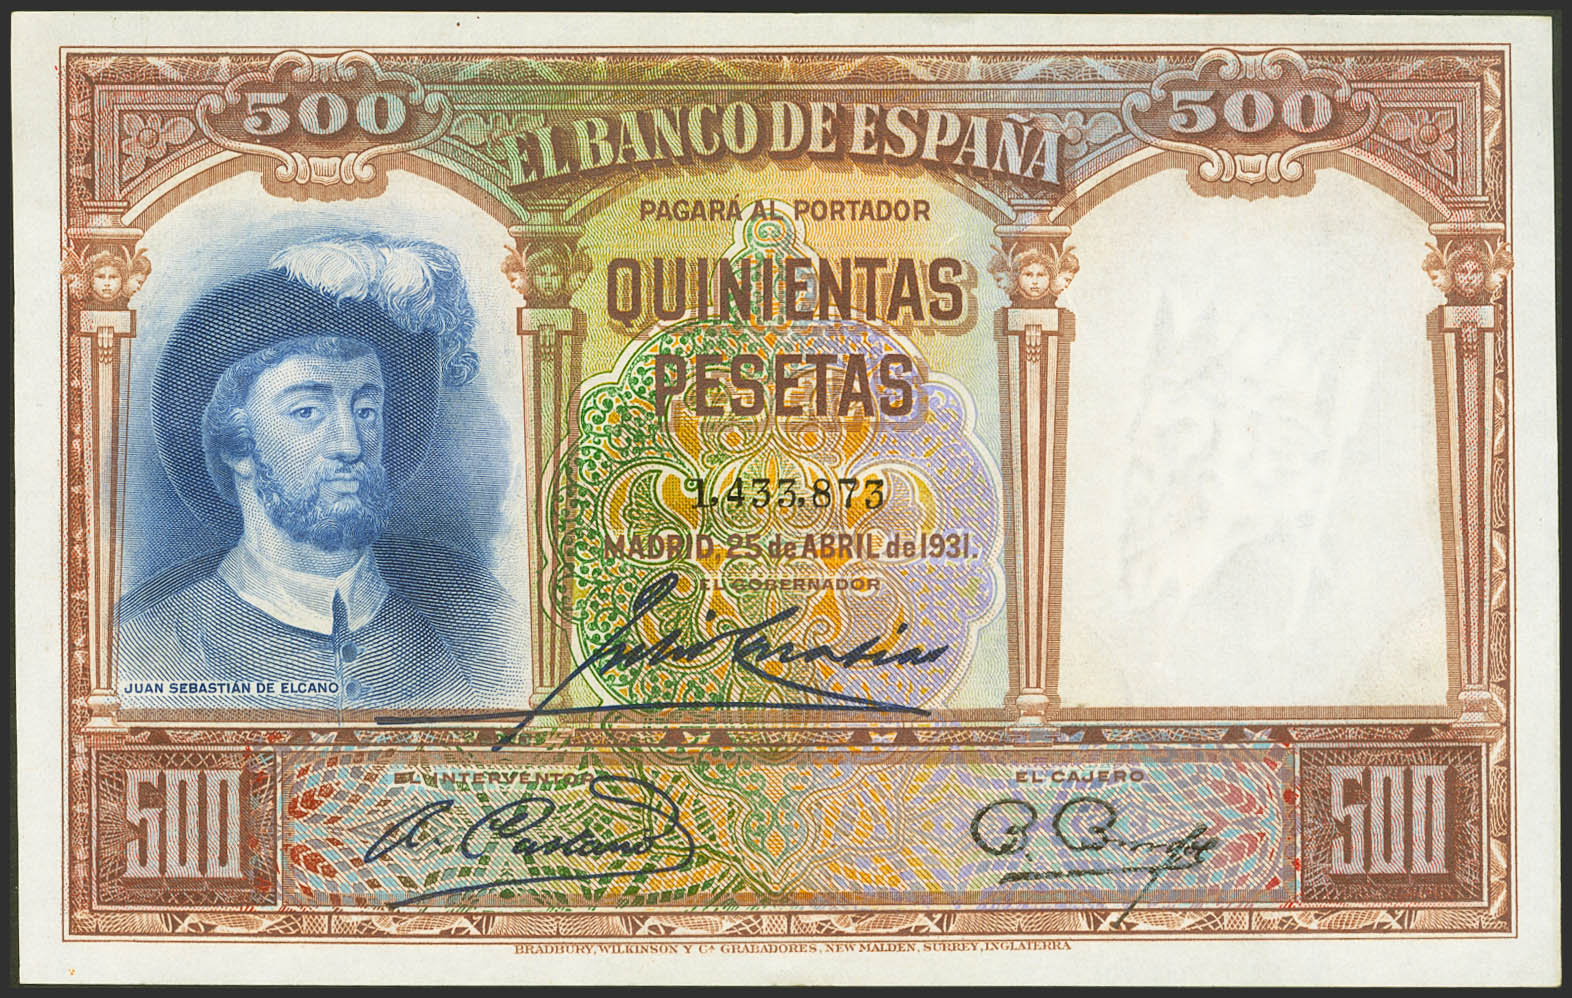 500
500
EL BANCO DE ESPAÑA
PAGARÁ AL PORTADOR
QUINIENTAS
PESETAS
1,433,873
MADRID, 25 de ABRIL de 1931.
EL GOBERNADOR
JUAN SEBASTIÁN DE ELCANO
500
EL INTERVENTOR
A. Castaño
EL CAJERO
500
BRADBURY, WILKINSON Y Cª GRABADORES, NEW MALDEN, SURREY, INGLATERRA